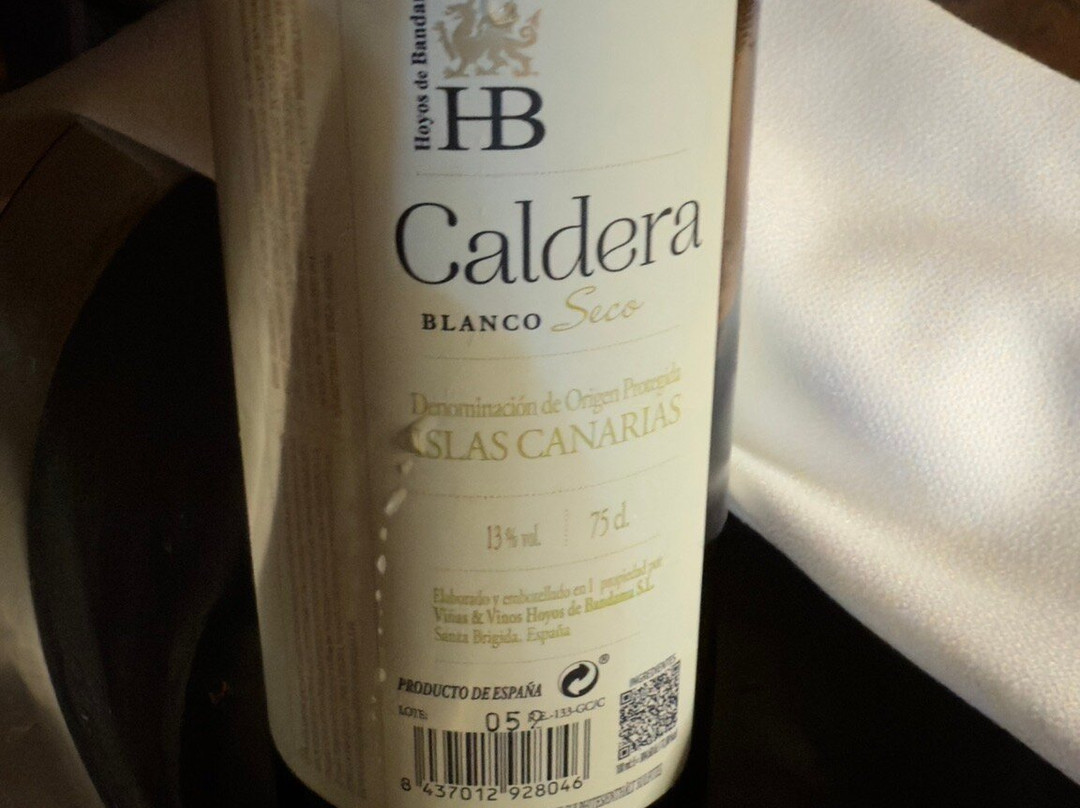 Hoyos de Banda
HB
Caldera
BLANCO Seco
Denominación de Origen Protegida
ISLAS CANARIAS
13% vol. 75 cl.
Elaborado y embotellado en l propiedad por
Viñas & Vinos Hoyos de Bandama S.L.
Santa Brígida. España
PRODUCTO DE ESPAÑA ®
INGREDIENTES
LOTE: 05 R.E.-133-GC/C
8 437012 928046